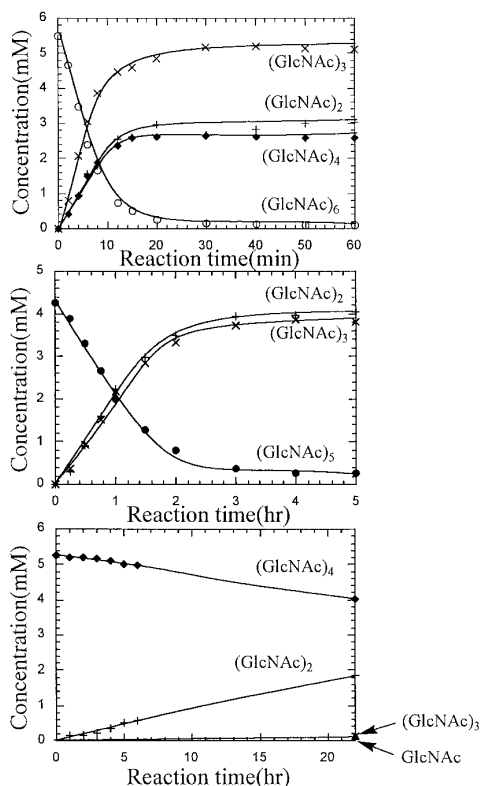 6
5
4
3
2
1
0
Concentration(mM)
(GlcNAc)3
(GlcNAc)2
(GlcNAc)4
(GlcNAc)6
0 10 20 30 40 50 60
Reaction time(min)
5
4
3
2
1
0
Concentration(mM)
(GlcNAc)2
(GlcNAc)3
(GlcNAc)5
0 1 2 3 4 5
Reaction time(hr)
6
5
4
3
2
1
0
Concentration(mM)
(GlcNAc)4
(GlcNAc)2
(GlcNAc)3
GlcNAc
0 5 10 15 20
Reaction time(hr)